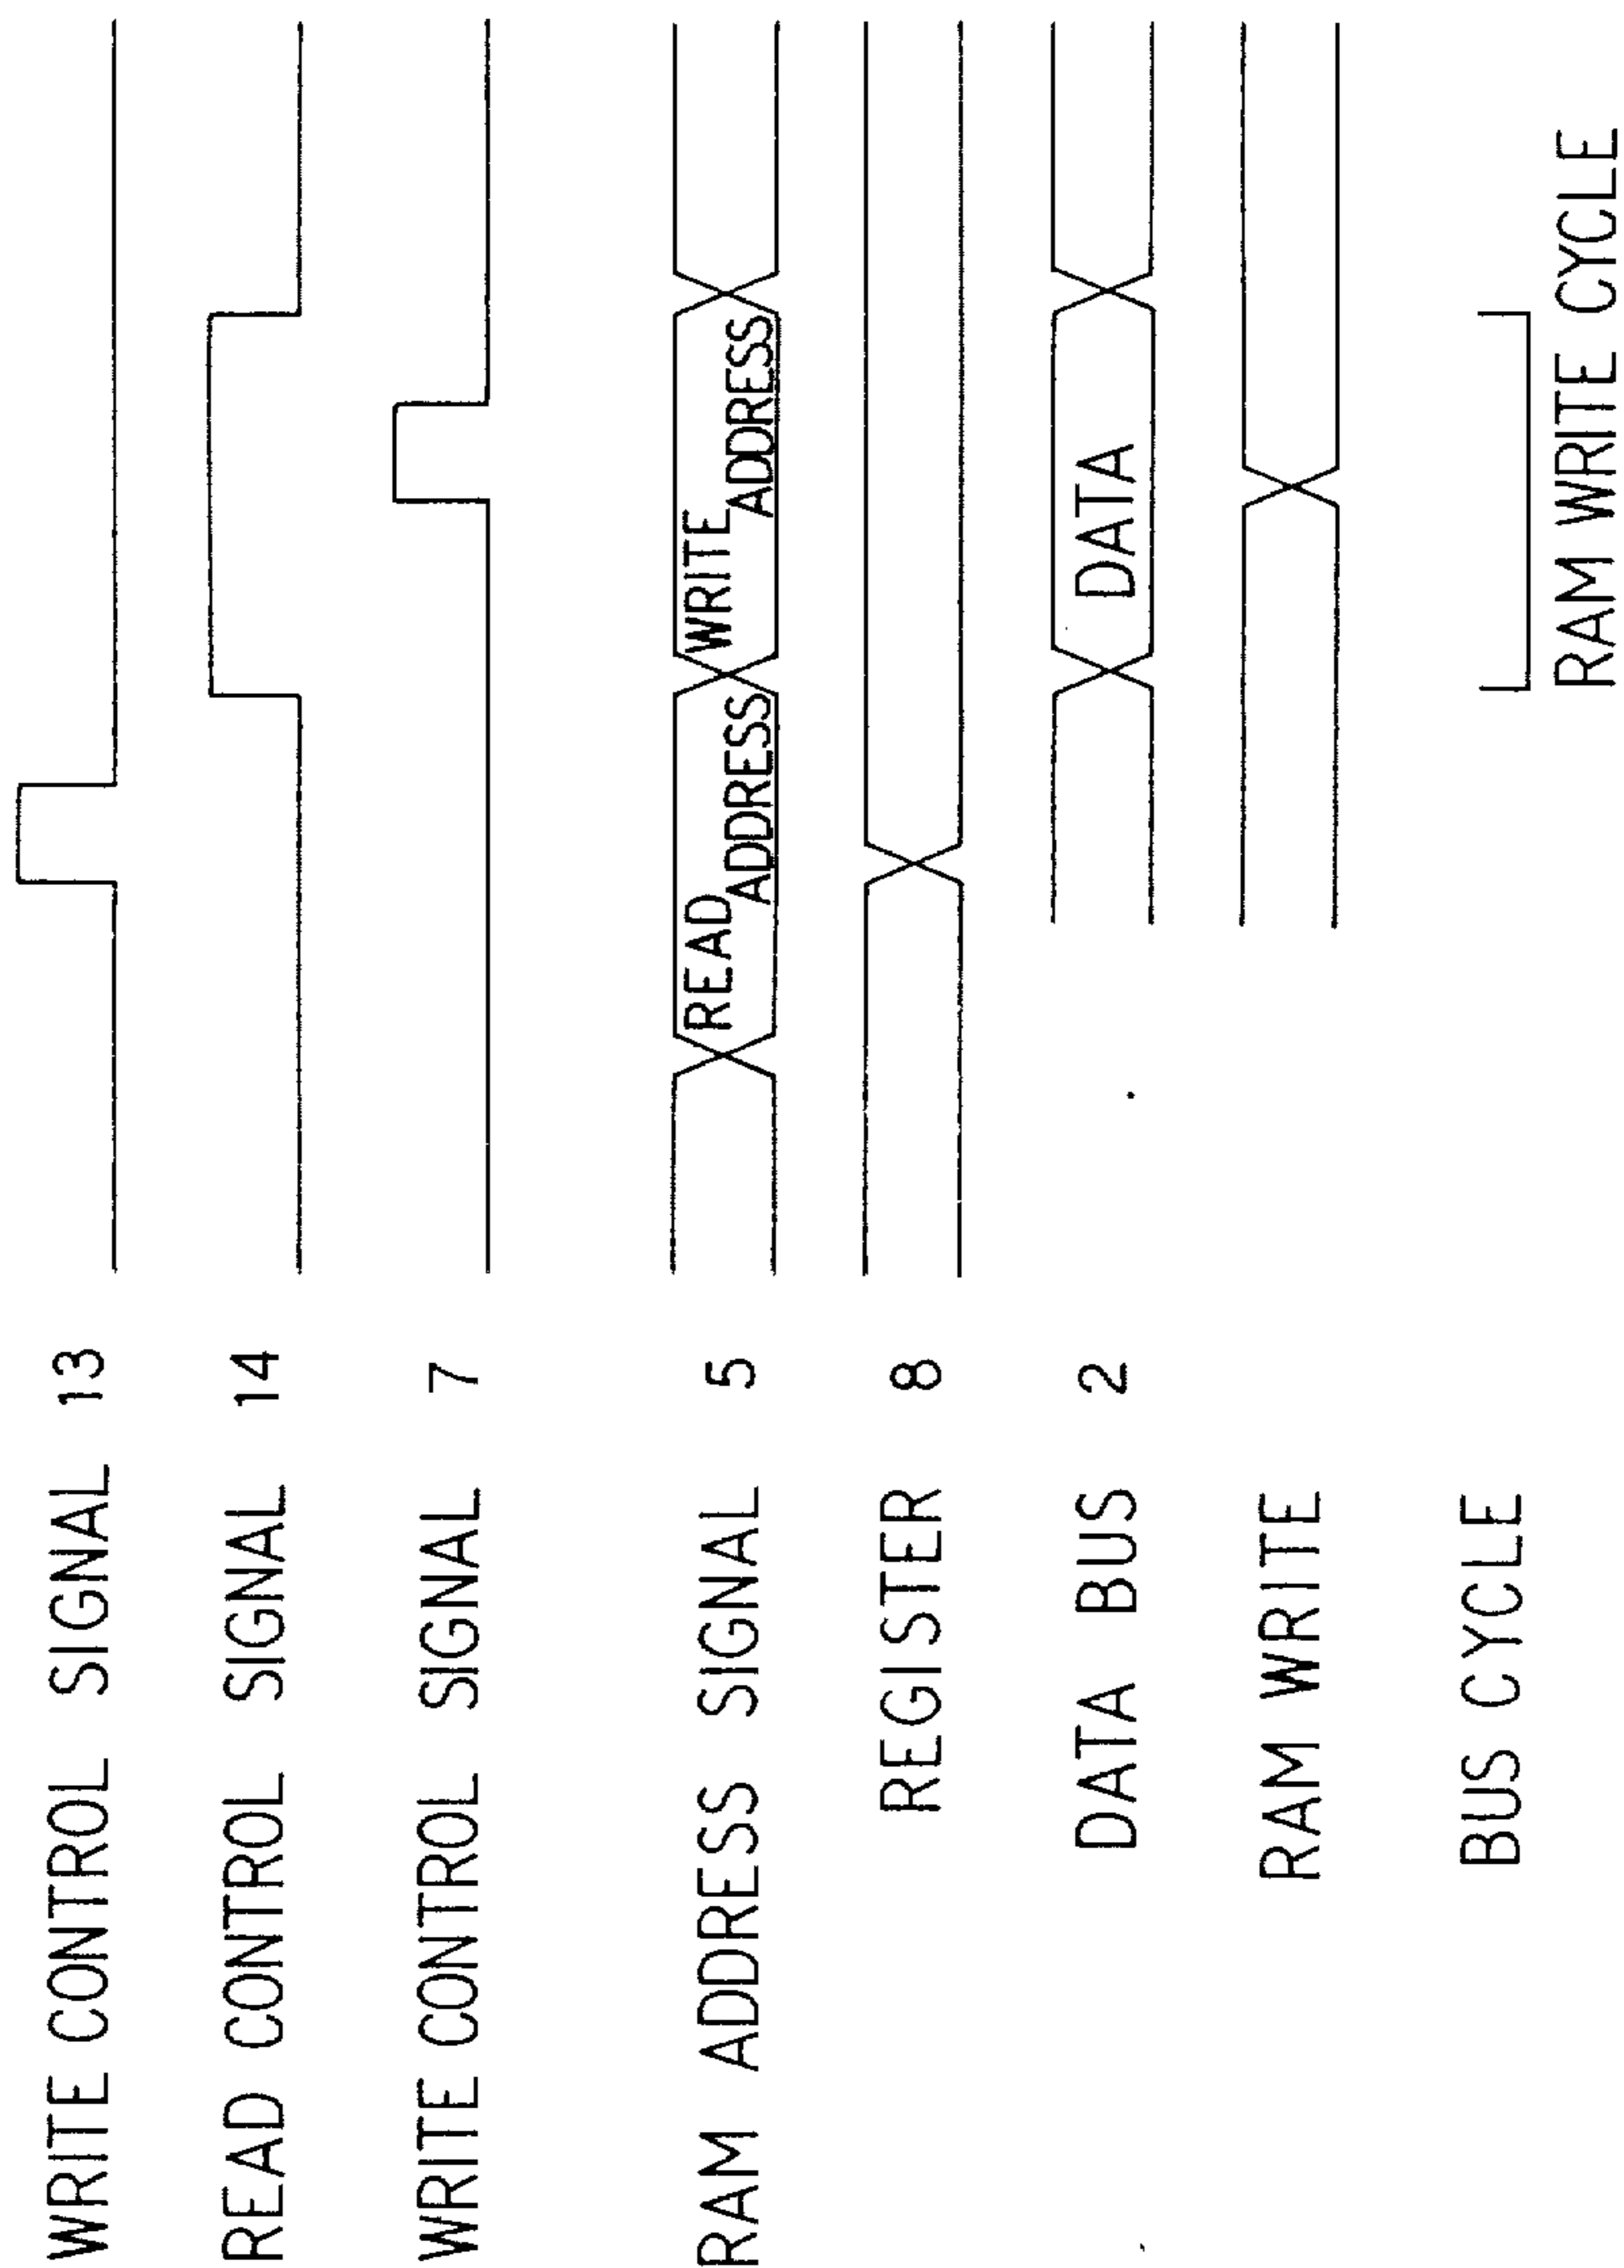 WRITE CONTROL SIGNAL 13
READ CONTROL SIGNAL 14
WRITE CONTROL SIGNAL 7
RAM ADDRESS SIGNAL 5
READ
ADDRESS
WRITE
ADDRESS
REGISTER 8
DATA BUS 2
DATA
RAM WRITE
BUS CYCLE
RAM WRITE CYCLE